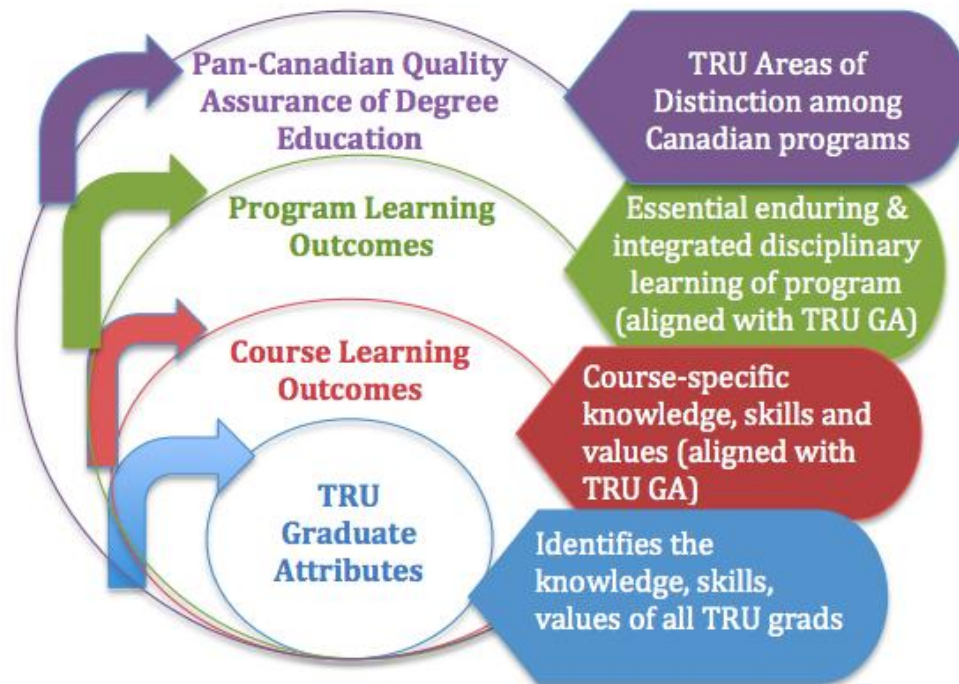 Pan-Canadian Quality
Assurance of Degree
Education
TRU Areas of
Distinction among
Canadian programs
Program Learning
Outcomes
Essential enduring &
integrated disciplinary
learning of program
(aligned with TRU GA)
Course Learning
Outcomes
Course-specific
knowledge, skills and
values (aligned with
TRU GA)
TRU
Graduate
Attributes
Identifies the
knowledge, skills,
values of all TRU grads